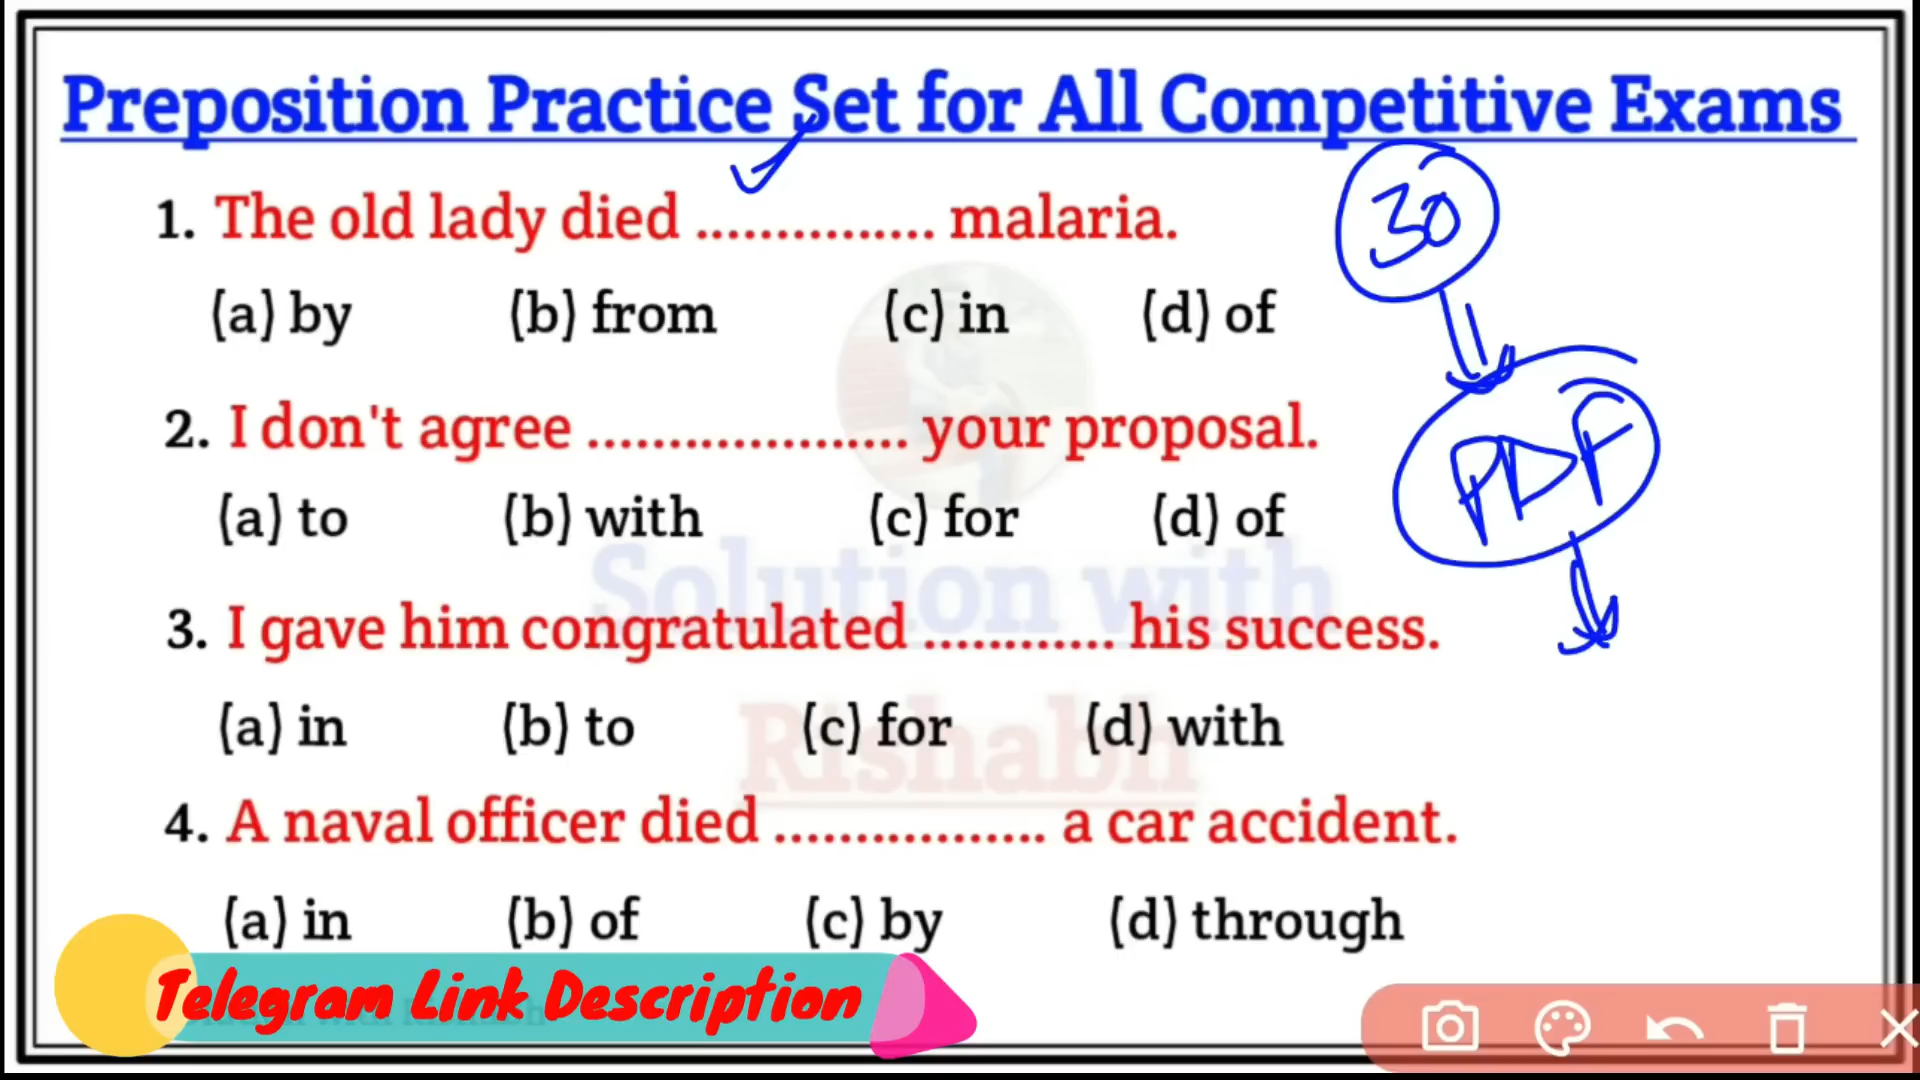 Preposition Practice Set for All Competitive Exams
1. The old lady died ............... malaria.
(a) by (b) from (c) in (d) of
30
2. I don't agree .................... your proposal.
(a) to (b) with (c) for (d) of
PDF
Solution with
3. I gave him congratulated ............ his success.
(a) in (b) to (c) for (d) with
Rishabh
4. A naval officer died ................. a car accident.
(a) in (b) of (c) by (d) through
Telegram Link Description